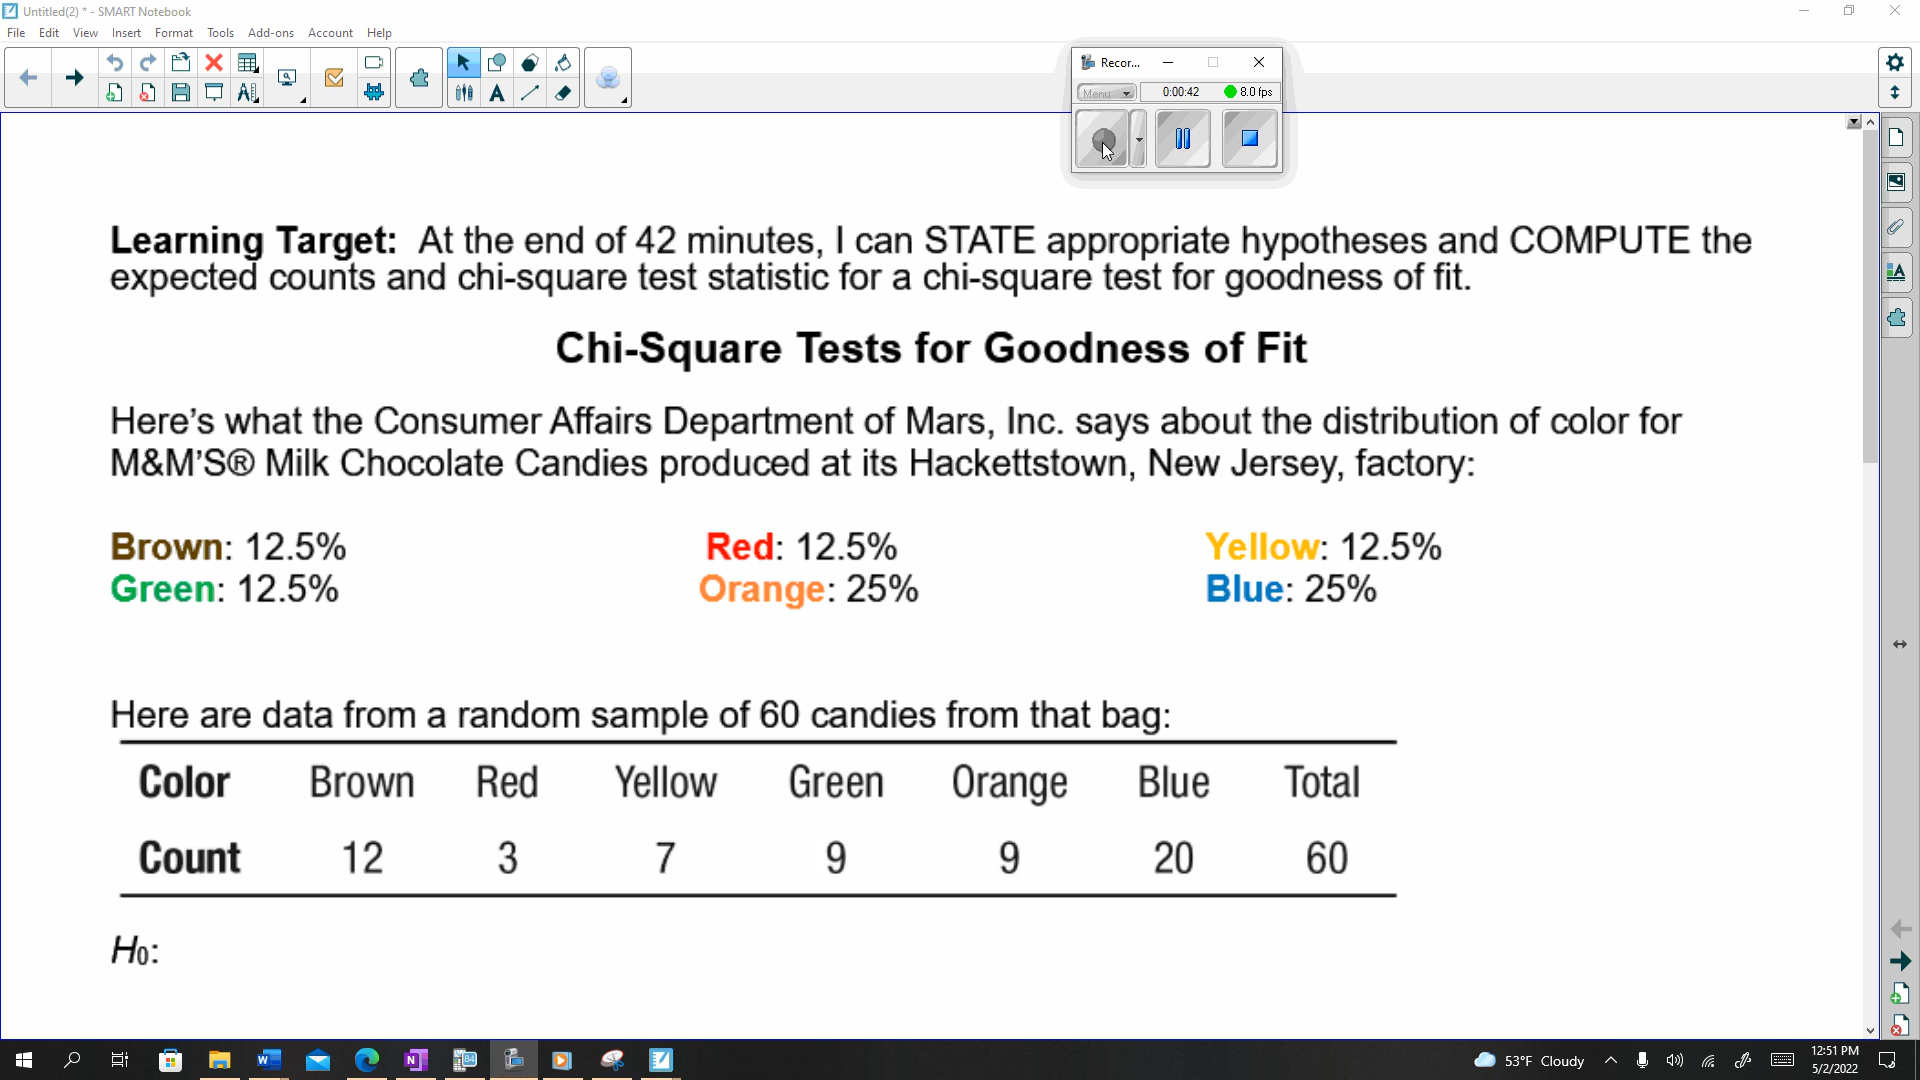 Untitled(2) * - SMART Notebook
File Edit View Insert Format Tools Add-ons Account Help
Recor...
Menu 0:00:42 8.0 fps
Learning Target: At the end of 42 minutes, I can STATE appropriate hypotheses and COMPUTE the
expected counts and chi-square test statistic for a chi-square test for goodness of fit.
Chi-Square Tests for Goodness of Fit
Here's what the Consumer Affairs Department of Mars, Inc. says about the distribution of color for
M&M'S® Milk Chocolate Candies produced at its Hackettstown, New Jersey, factory:
Brown: 12.5% Red: 12.5% Yellow: 12.5%
Green: 12.5% Orange: 25% Blue: 25%
Here are data from a random sample of 60 candies from that bag:
Color Brown Red Yellow Green Orange Blue Total
Count 12 3 7 9 9 20 60
H0:
53°F Cloudy
12:51 PM
5/2/2022